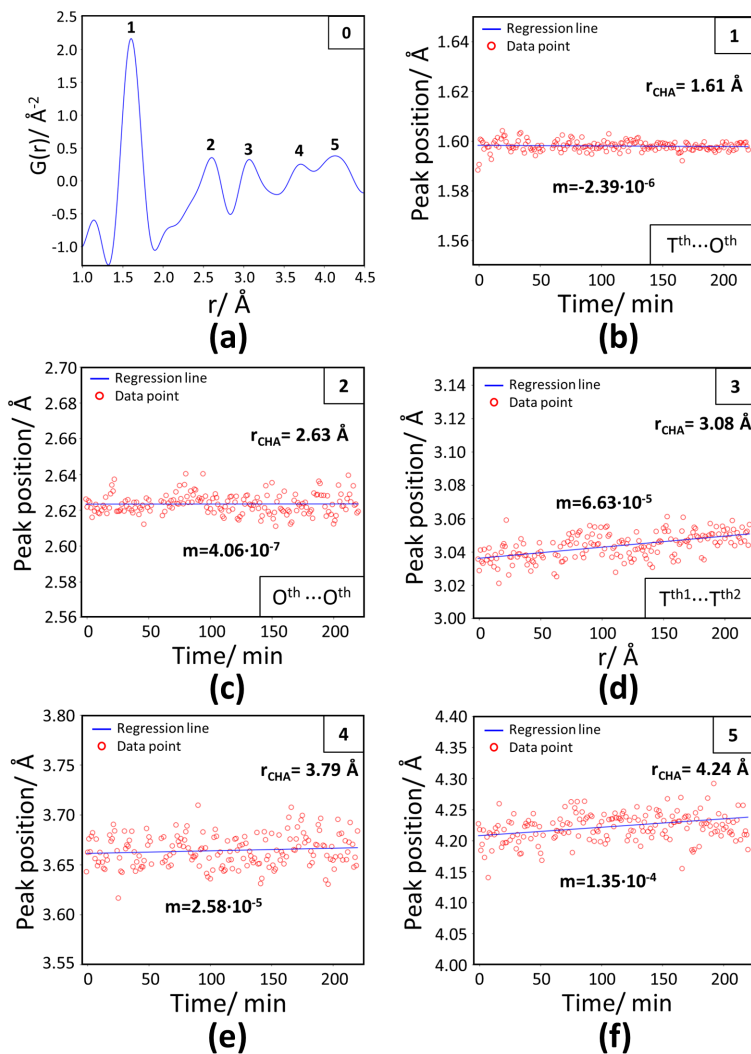 0
1
2
3
4
5
2.5
2.0
1.5
1.0
0.5
0.0
-0.5
-1.0
G(r)/ Å-2
1.0 1.5 2.0 2.5 3.0 3.5 4.0 4.5
r/ Å
(a)
Regression line
Data point
1
rCHA= 1.61 Å
1.64
1.62
1.60
1.58
1.56
Peak position/ Å
m=-2.39·10-6
Tth...Oth
0 50 100 150 200
Time/ min
(b)
Regression line
Data point
2
rCHA= 2.63 Å
2.70
2.68
2.66
2.64
2.62
2.60
2.58
2.56
Peak position/ Å
m=4.06·10-7
Oth ...Oth
0 50 100 150 200
Time/ min
(c)
Regression line
Data point
3
rCHA= 3.08 Å
3.14
3.12
3.10
3.08
3.06
3.04
3.02
3.00
Peak position/ Å
m=6.63·10-5
Tth1...Tth2
0 50 100 150 200
r/ Å
(d)
Regression line
Data point
4
rCHA= 3.79 Å
3.80
3.75
3.70
3.65
3.60
3.55
Peak position/ Å
m=2.58·10-5
0 50 100 150 200
Time/ min
(e)
Regression line
Data point
5
rCHA= 4.24 Å
4.40
4.35
4.30
4.25
4.20
4.15
4.10
4.05
4.00
Peak position/ Å
m=1.35·10-4
0 50 100 150 200
Time/ min
(f)